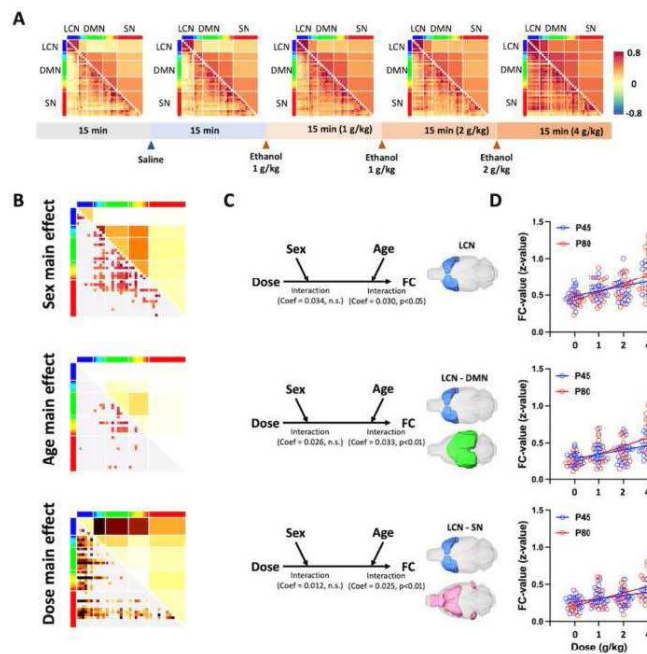 A
LCN DMN SN
LCN DMN SN
LCN DMN SN
LCN DMN SN
LCN DMN SN
LCN
DMN
SN
LCN
DMN
SN
0.8
0
-0.8
15 min
15 min
15 min (1 g/kg)
15 min (2 g/kg)
15 min (4 g/kg)
Saline
Ethanol
1 g/kg
Ethanol
1 g/kg
Ethanol
2 g/kg
B
Sex main effect
Age main effect
Dose main effect
C
Sex
Age
LCN
Dose
FC
Interaction
(Coef = 0.034, n.s.)
Interaction
(Coef = 0.030, p<0.05)
Sex
Age
LCN - DMN
Dose
FC
Interaction
(Coef = 0.026, n.s.)
Interaction
(Coef = 0.033, p<0.01)
Sex
Age
LCN - SN
Dose
FC
Interaction
(Coef = 0.012, n.s.)
Interaction
(Coef = 0.025, p<0.01)
D
P45
P80
FC-value (z-value)
1.5
1.0
0.5
0.0
0 1 2 4
P45
P80
FC-value (z-value)
1.5
1.0
0.5
0.0
0 1 2 4
P45
P80
FC-value (z-value)
1.5
1.0
0.5
0.0
0 1 2 4
Dose (g/kg)